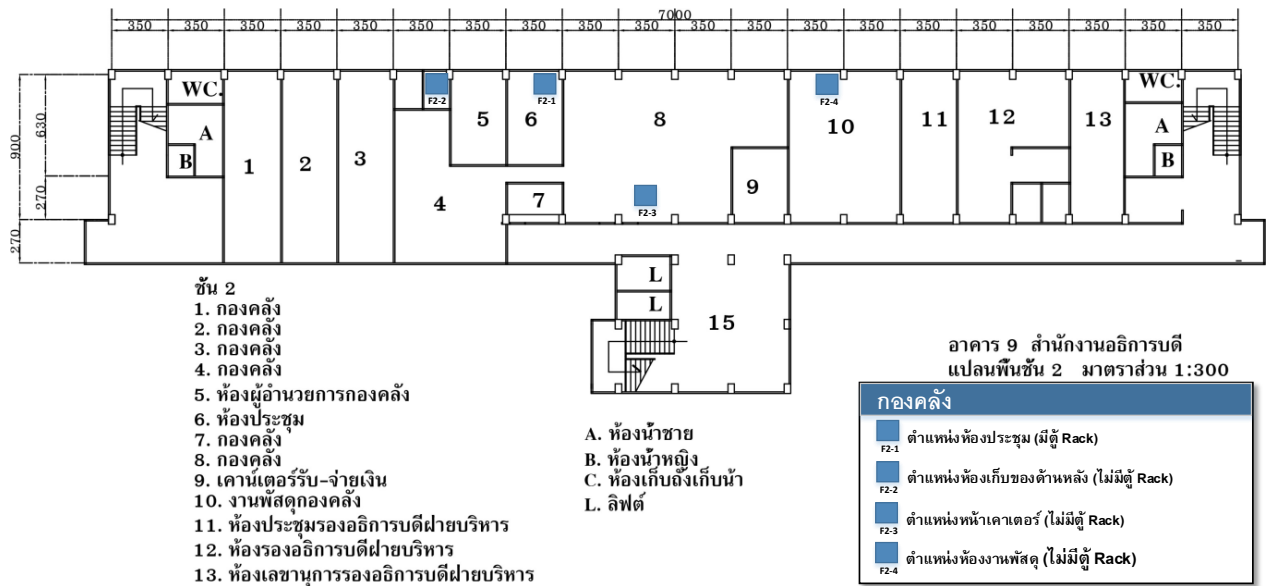 7000
350 350 350 350 350 350 350 350 350 350 350 350 350 350 350 350 350 350 350 350
900
630
270
270
WC.
A
B
1
2
3
4
5
6
7
8
9
10
11
12
13
WC.
A
B
F2-2
F2-1
F2-4
F2-3
L
L
15
ชั้น 2
1. กองคลัง
2. กองคลัง
3. กองคลัง
4. กองคลัง
5. ห้องผู้อำนวยการกองคลัง
6. ห้องประชุม
7. กองคลัง
8. กองคลัง
9. เคาน์เตอร์รับ-จ่ายเงิน
10. งานพัสดุกองคลัง
11. ห้องประชุมรองอธิการบดีฝ่ายบริหาร
12. ห้องรองอธิการบดีฝ่ายบริหาร
13. ห้องเลขานุการรองอธิการบดีฝ่ายบริหาร
A. ห้องน้ำชาย
B. ห้องน้ำหญิง
C. ห้องเก็บถังเก็บน้ำ
L. ลิฟต์
อาคาร 9 สำนักงานอธิการบดี
แปลนพื้นชั้น 2 มาตราส่วน 1:300
กองคลัง
F2-1 ตำแหน่งห้องประชุม (มีตู้ Rack)
F2-2 ตำแหน่งห้องเก็บของด้านหลัง (ไม่มีตู้ Rack)
F2-3 ตำแหน่งหน้าเคาเตอร์ (ไม่มีตู้ Rack)
F2-4 ตำแหน่งห้องงานพัสดุ (ไม่มีตู้ Rack)